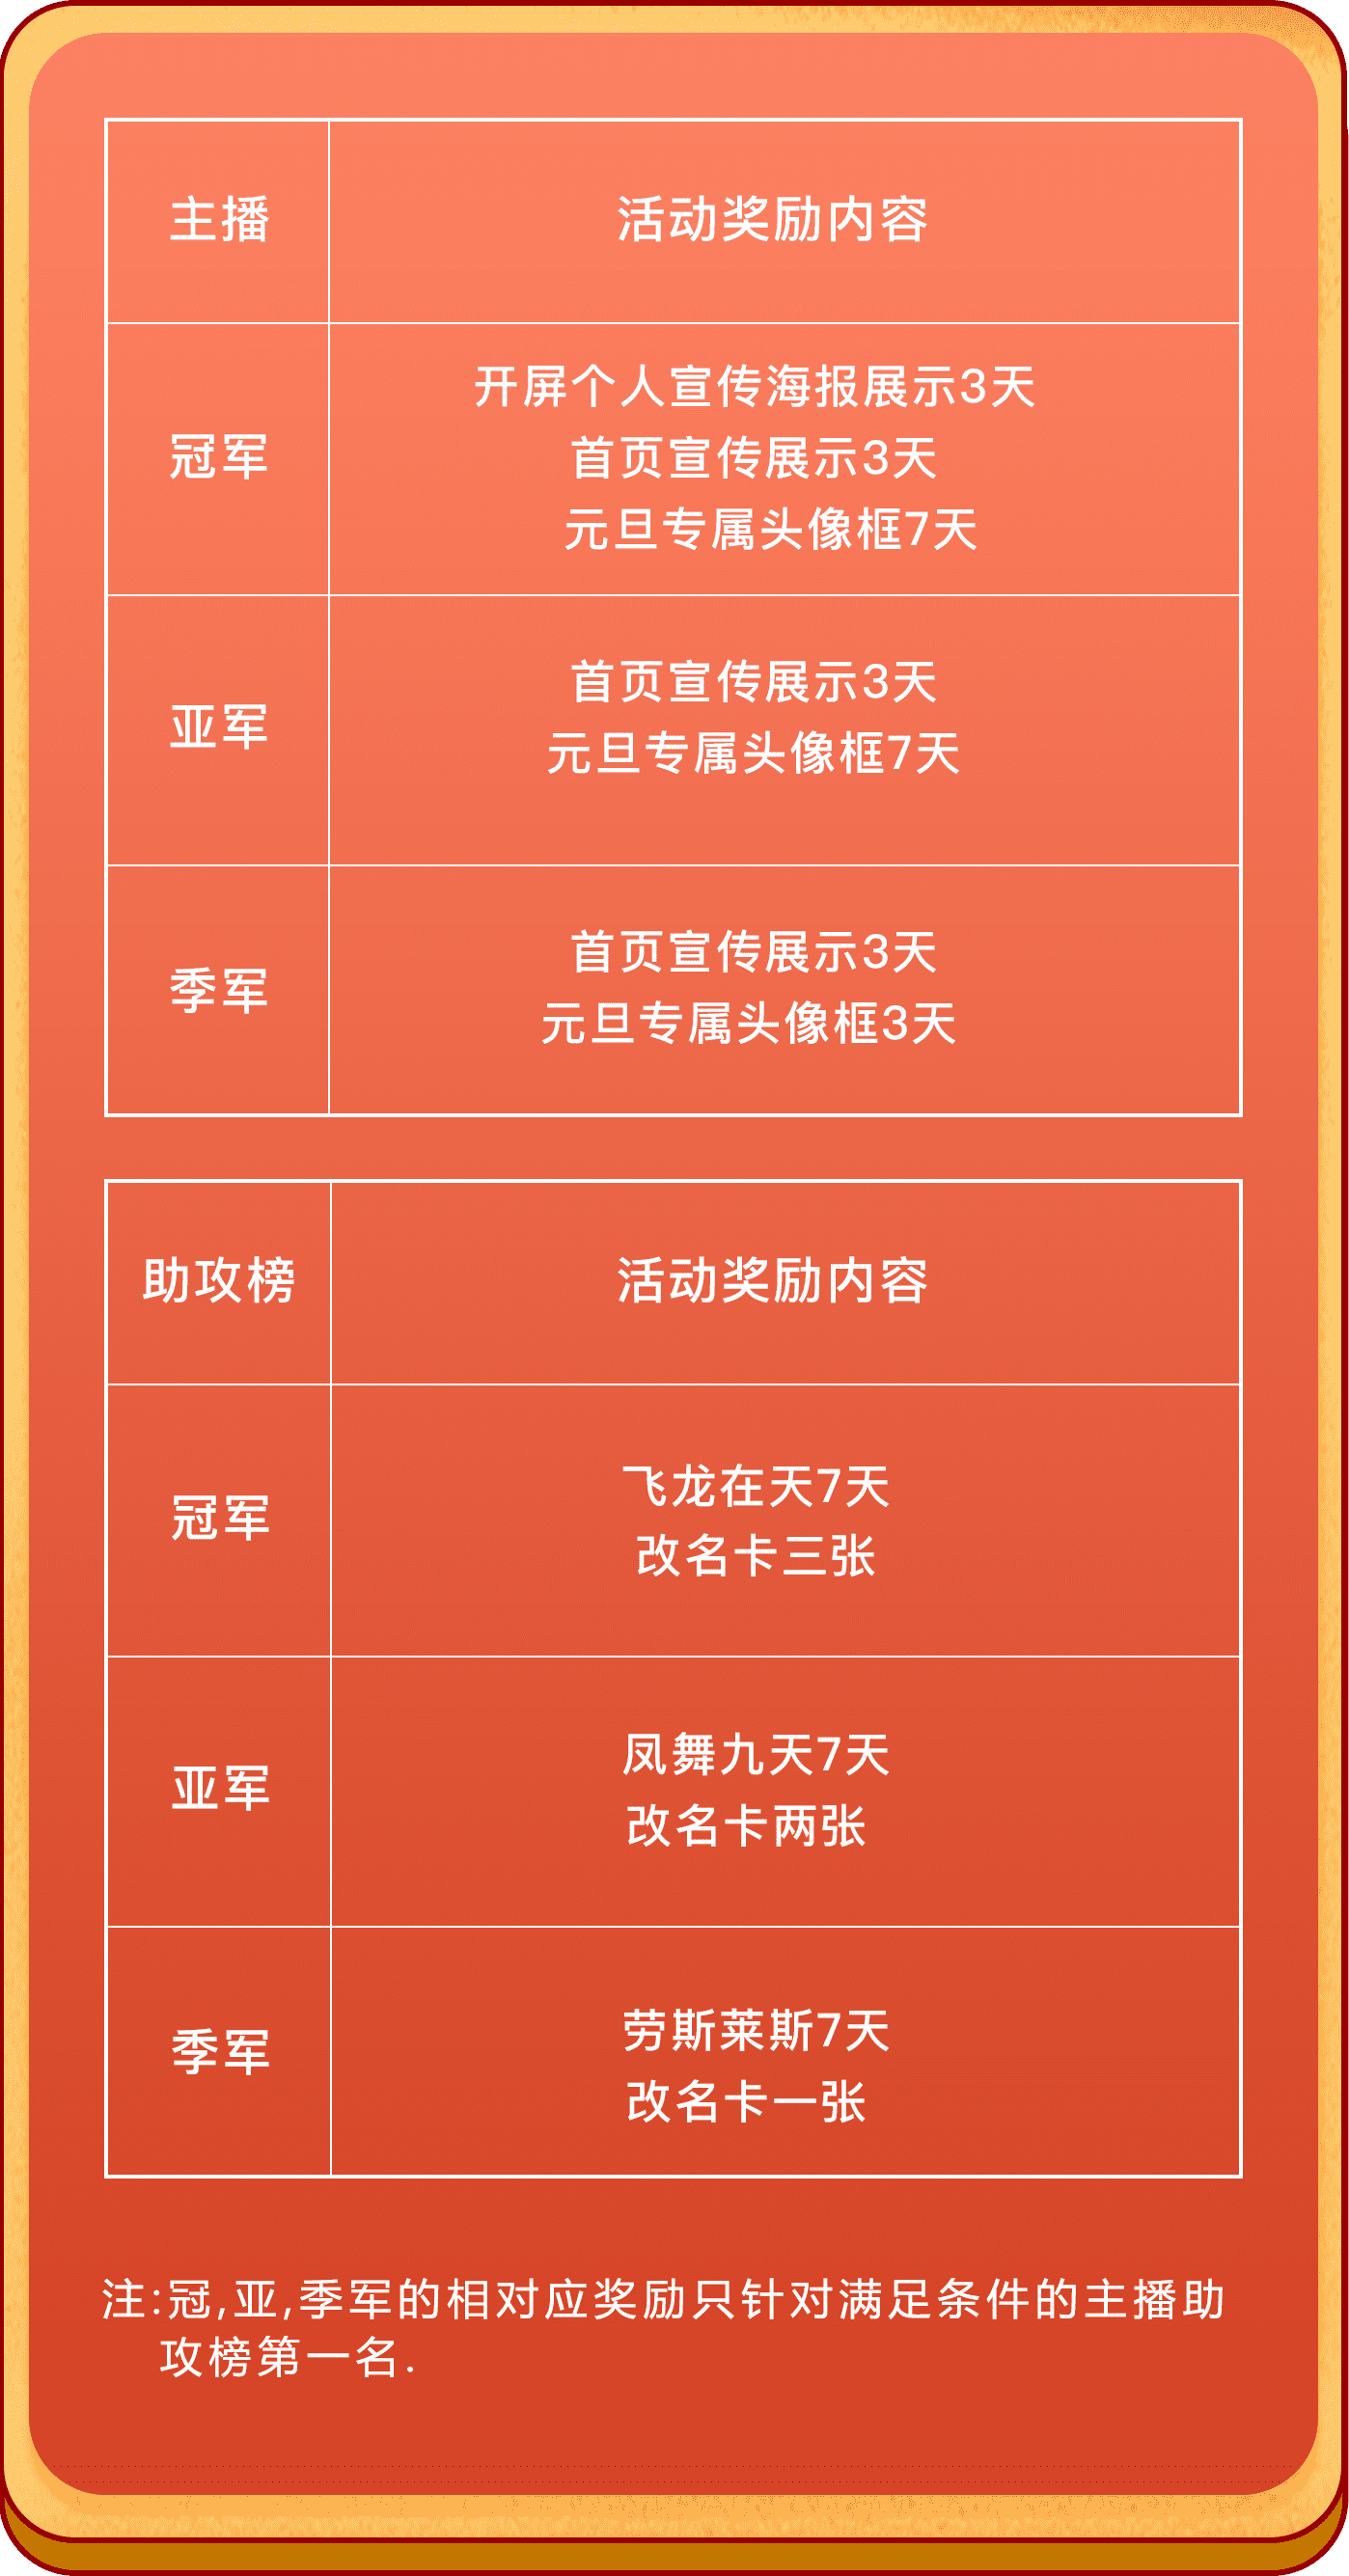 主播
活动奖励内容
冠军
开屏个人宣传海报展示3天
首页宣传展示3天
元旦专属头像框7天
亚军
首页宣传展示3天
元旦专属头像框7天
季军
首页宣传展示3天
元旦专属头像框3天
助攻榜
活动奖励内容
冠军
飞龙在天7天
改名卡三张
亚军
凤舞九天7天
改名卡两张
季军
劳斯莱斯7天
改名卡一张
注:冠,亚,季军的相对应奖励只针对满足条件的主播助
攻榜第一名.